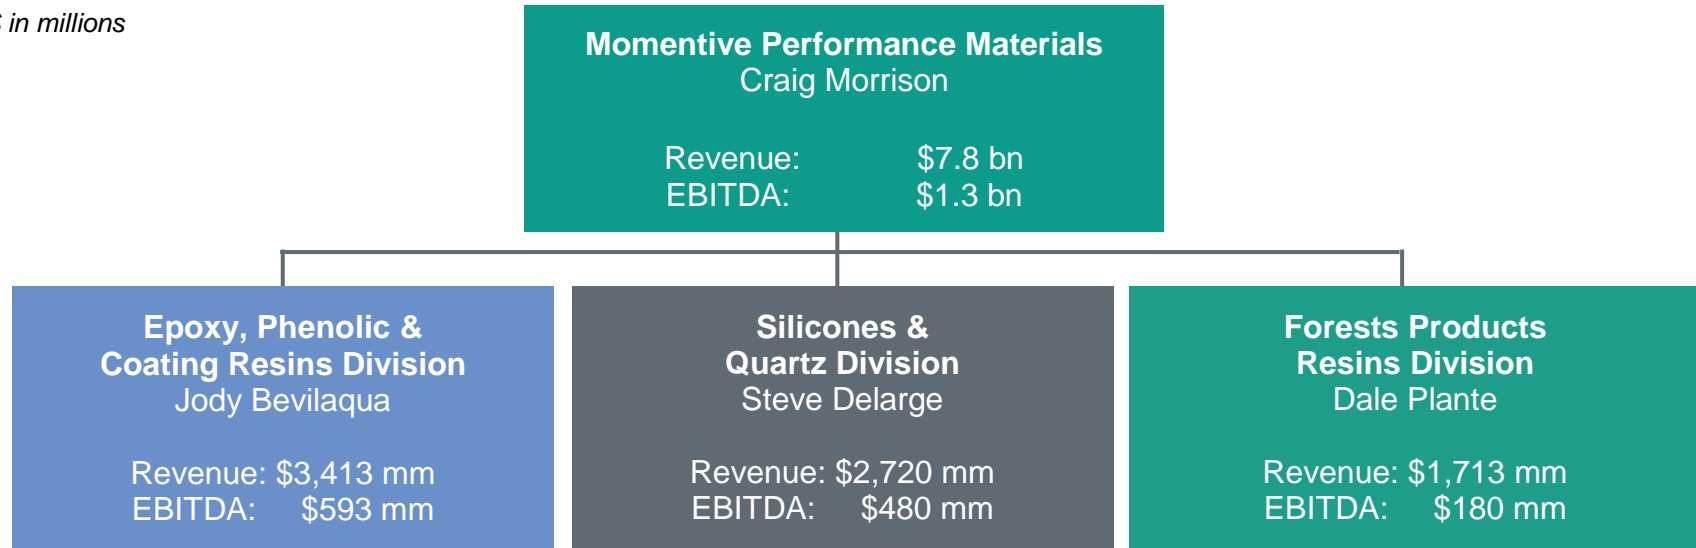 $ in millions
Momentive Performance Materials
Craig Morrison
Revenue: $7.8 bn
EBITDA: $1.3 bn
Epoxy, Phenolic &
Coating Resins Division
Jody Bevilaqua
Revenue: $3,413 mm
EBITDA: $593 mm
Silicones &
Quartz Division
Steve Delarge
Revenue: $2,720 mm
EBITDA: $480 mm
Forests Products
Resins Division
Dale Plante
Revenue: $1,713 mm
EBITDA: $180 mm